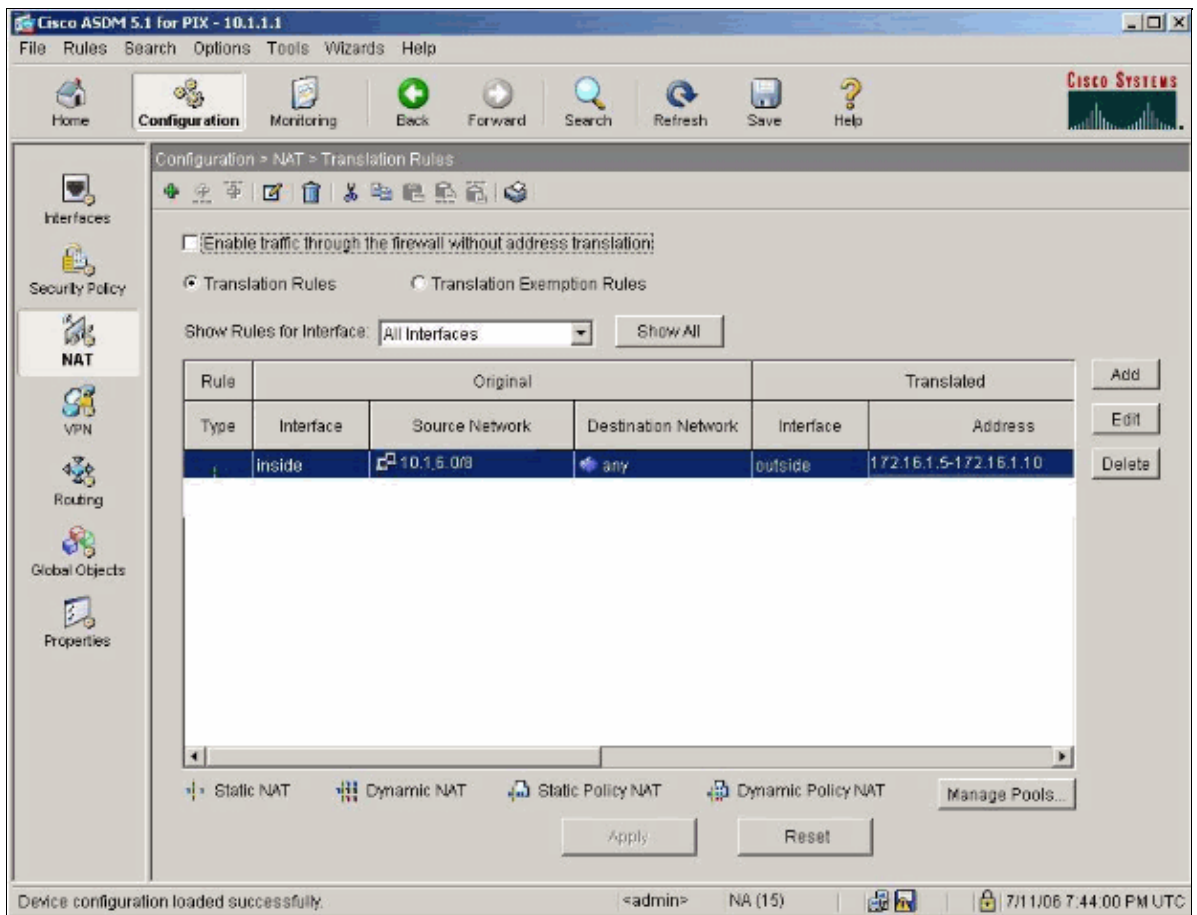 Cisco ASDM 5.1 for PIX - 10.1.1.1
File Rules Search Options Tools Wizards Help
Home Configuration Monitoring Back Forward Search Refresh Save Help
CISCO SYSTEMS
Configuration > NAT > Translation Rules
Interfaces
Security Policy
NAT
VPN
Routing
Global Objects
Properties
Enable traffic through the firewall without address translation
Translation Rules Translation Exemption Rules
Show Rules for Interface: All Interfaces Show All
Rule Original Translated
Type Interface Source Network Destination Network Interface Address
inside 10.1.6.0/8 any outside 172.16.1.5-172.16.1.10
Add
Edit
Delete
Static NAT Dynamic NAT Static Policy NAT Dynamic Policy NAT Manage Pools...
Apply Reset
Device configuration loaded successfully. <admin> NA (15) 7/11/06 7:44:00 PM UTC